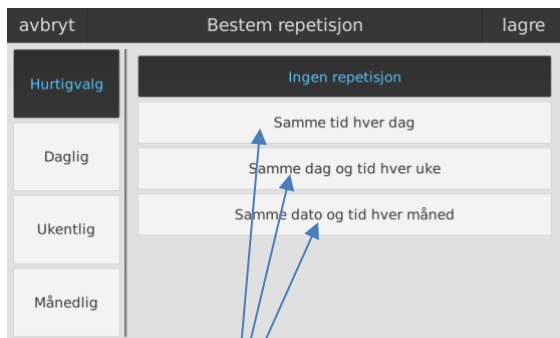 avbryt Bestem repetisjon lagre
Hurtigvalg
Daglig
Ukentlig
Månedlig
Ingen repetisjon
Samme tid hver dag
Samme dag og tid hver uke
Samme dato og tid hver måned